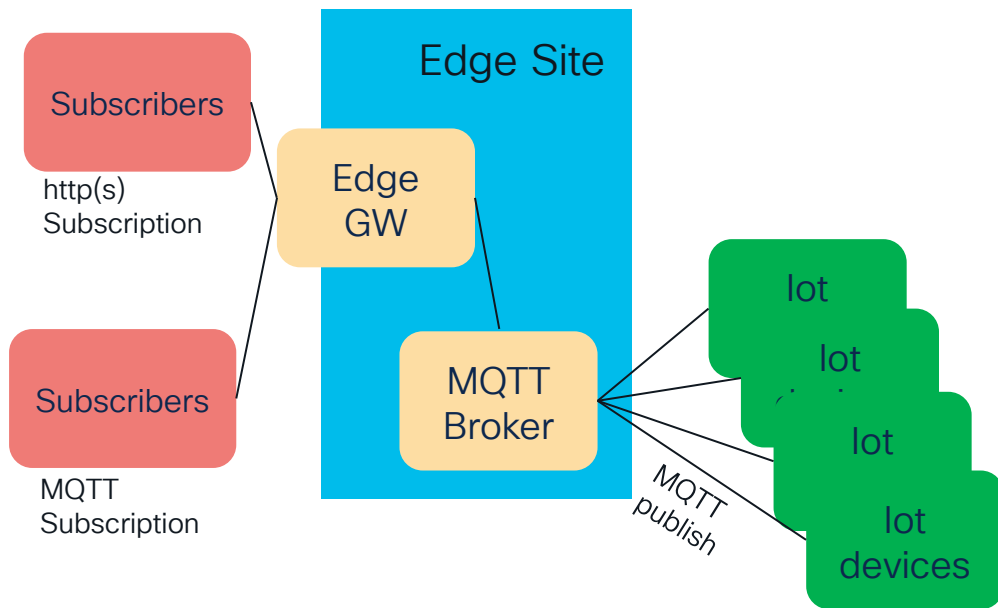 Edge Site
Subscribers
http(s)
Subscription
Edge
GW
Subscribers
MQTT
Subscription
MQTT
Broker
MQTT
publish
Iot
Iot
Iot
Iot
devices